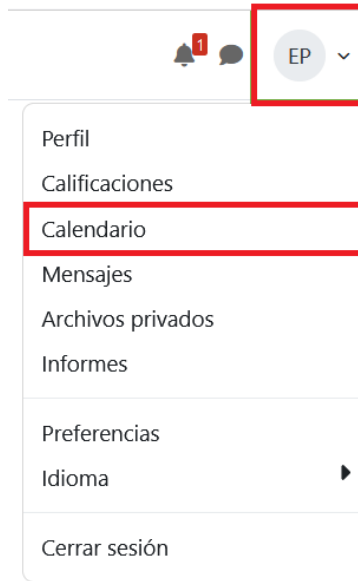 1
EP
Perfil
Calificaciones
Calendario
Mensajes
Archivos privados
Informes
Preferencias
Idioma
Cerrar sesión